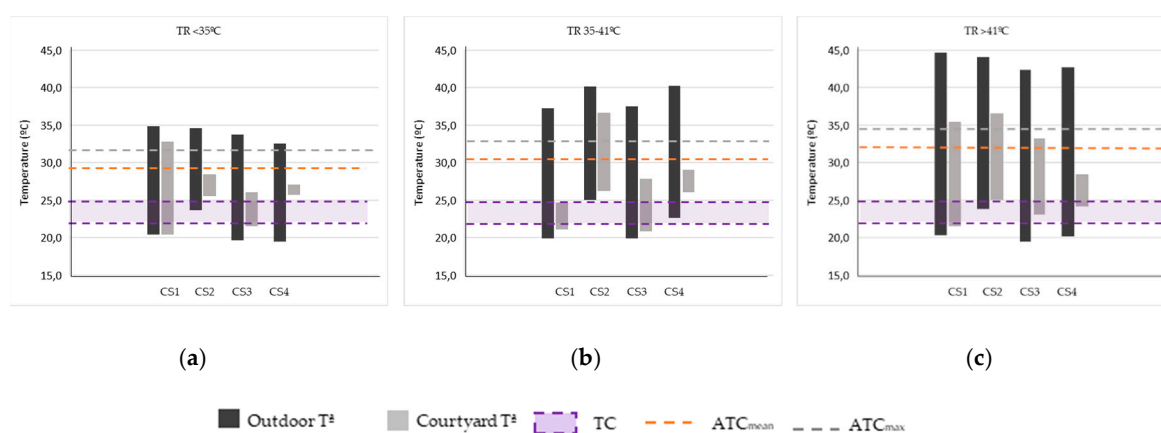 TR <35ºC
45,0
40,0
35,0
30,0
25,0
20,0
15,0
Temperature (ºC)
CS1 CS2 CS3 CS4
(a)
TR 35-41ºC
45,0
40,0
35,0
30,0
25,0
20,0
15,0
Temperature (ºC)
CS1 CS2 CS3 CS4
(b)
TR >41ºC
45,0
40,0
35,0
30,0
25,0
20,0
15,0
Temperature (ºC)
CS1 CS2 CS3 CS4
(c)
Outdoor Tª Courtyard Tª TC ATCmean ATCmax